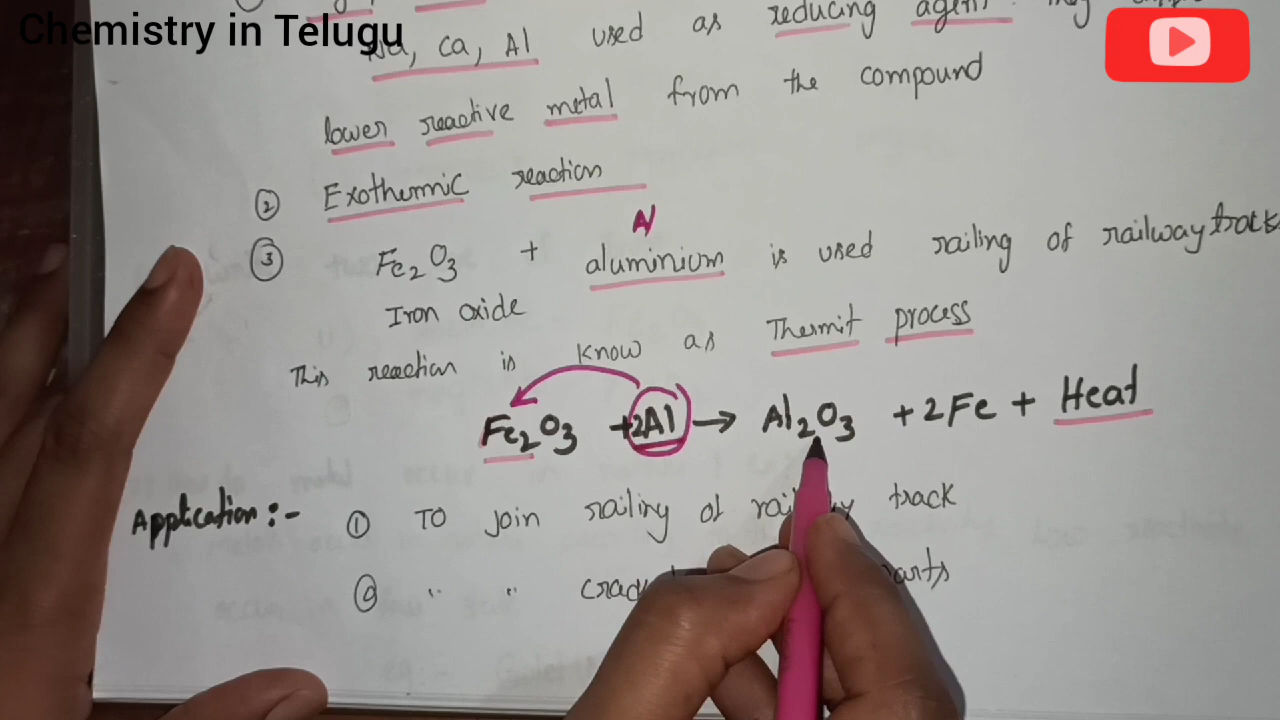 Chemistry in Telugu
Ca, Al used as reducing agent
lower reactive metal from the compound
② Exothermic reaction
Al
③ Fe₂O₃ + aluminium is used railing of railway track
Iron oxide
This reaction is know as Thermit process
Fe₂O₃ + 2Al → Al₂O₃ + 2Fe + Heat
Application :-
① TO join railing of track
② " "